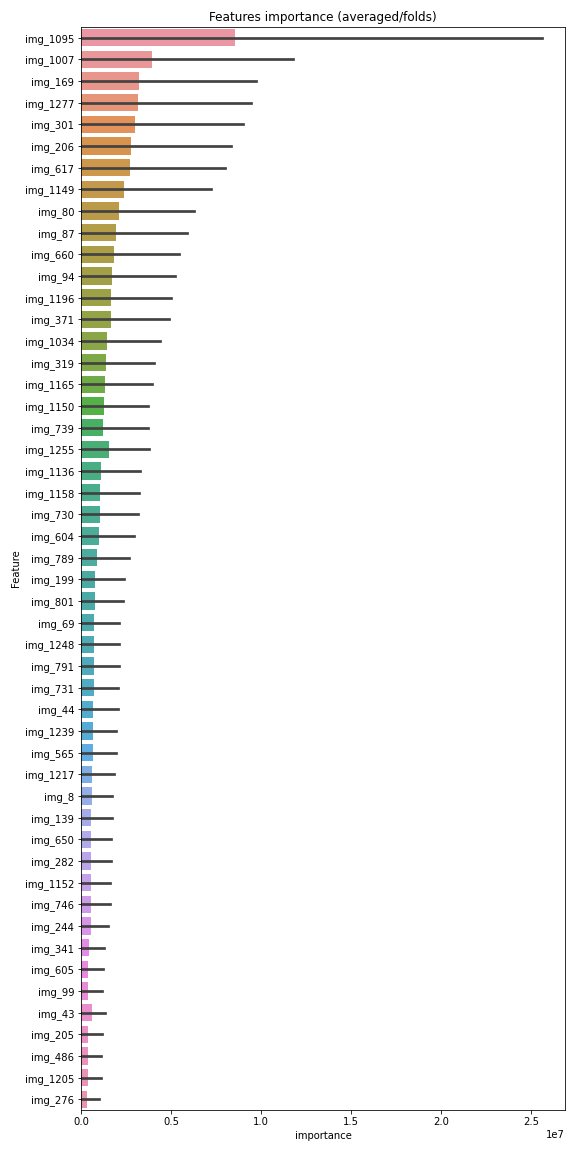 Features importance (averaged/folds)
img_1095
img_1007
img_169
img_1277
img_301
img_206
img_617
img_1149
img_80
img_87
img_660
img_94
img_1196
img_371
img_1034
img_319
img_1165
img_1150
img_739
img_1255
img_1136
img_1158
img_730
img_604
img_789
img_199
img_801
img_69
img_1248
img_791
img_731
img_44
img_1239
img_565
img_1217
img_8
img_139
img_650
img_282
img_1152
img_746
img_244
img_341
img_605
img_99
img_43
img_205
img_486
img_1205
img_276
Feature
0.0 0.5 1.0 1.5 2.0 2.5
1e7
importance